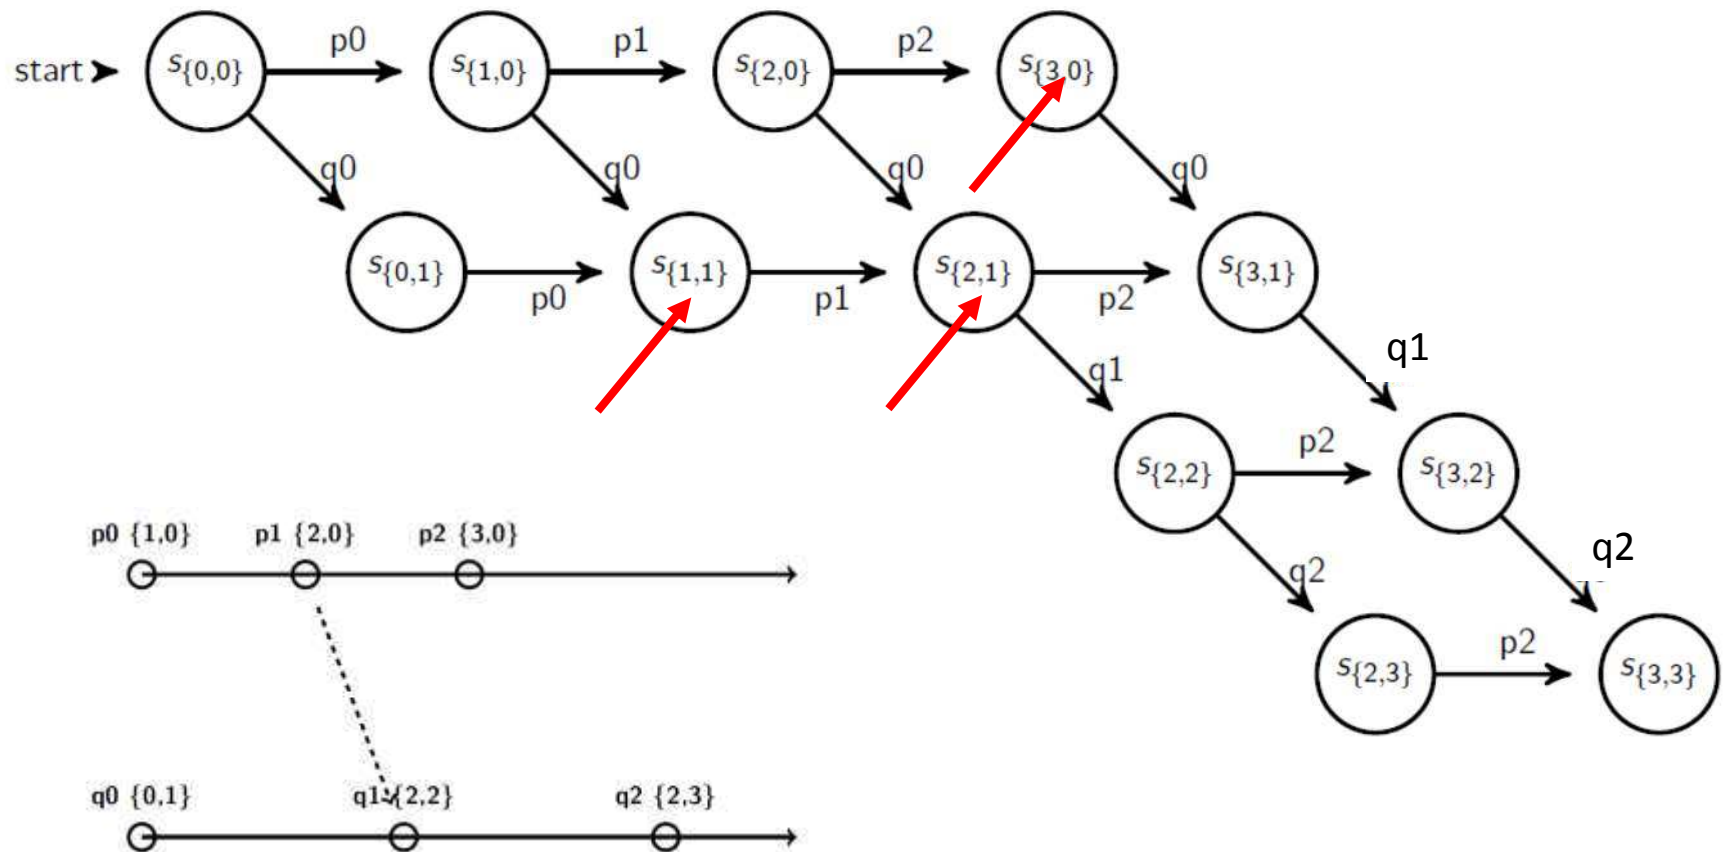 p0 p1 p2
start S{0,0} S{1,0} S{2,0} S{3,0}
q0 q0 q0 q0
S{0,1} S{1,1} S{2,1} S{3,1}
p0 p1 p2
q1 q1
p2
S{2,2} S{3,2}
p0 {1,0} p1 {2,0} p2 {3,0}
q2 q2
p2
S{2,3} S{3,3}
q0 {0,1} q1 {2,2} q2 {2,3}